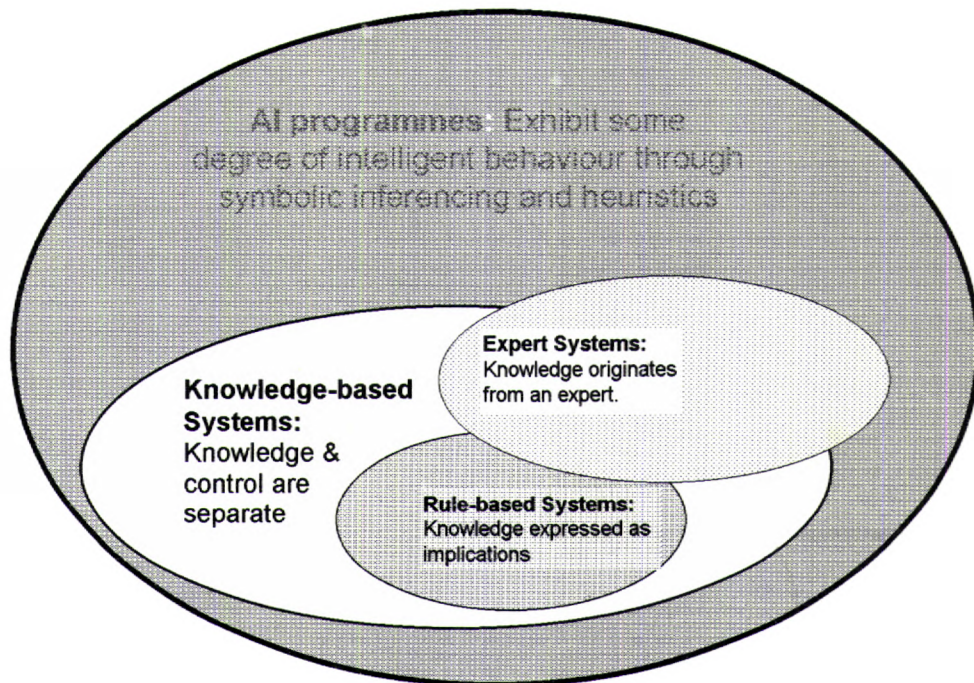 AI programmes: Exhibit some
degree of intelligent behaviour through
symbolic inferencing and heuristics
Expert Systems:
Knowledge originates
from an expert.
Knowledge-based
Systems:
Knowledge &
control are
separate
Rule-based Systems:
Knowledge expressed as
implications